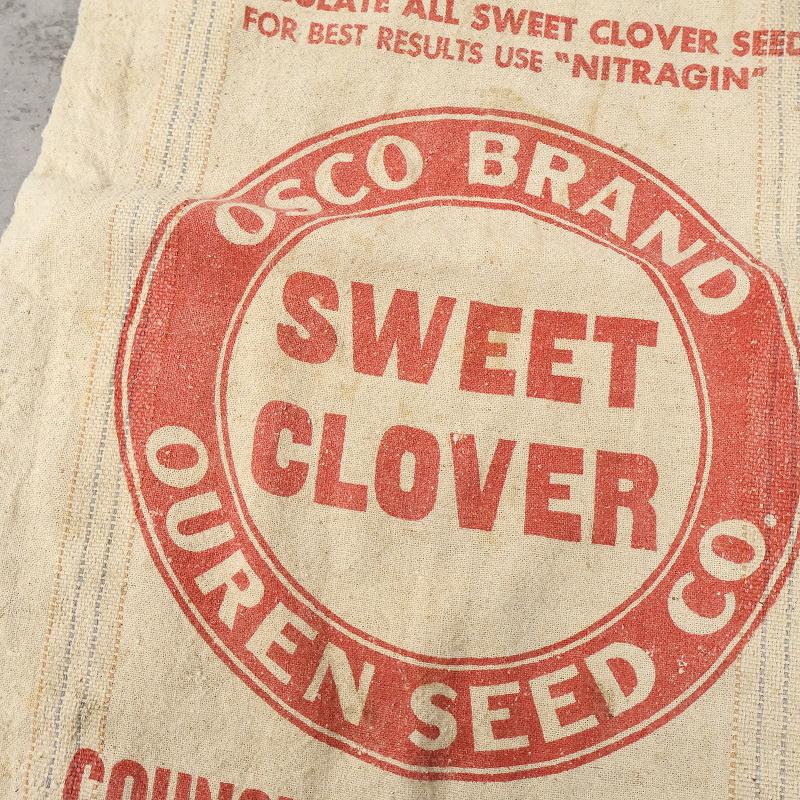 ALL SWEET CLOVER SEED
FOR BEST RESULTS USE "NITRAGIN"
OSCO BRAND
SWEET
CLOVER
OUREN SEED CO.